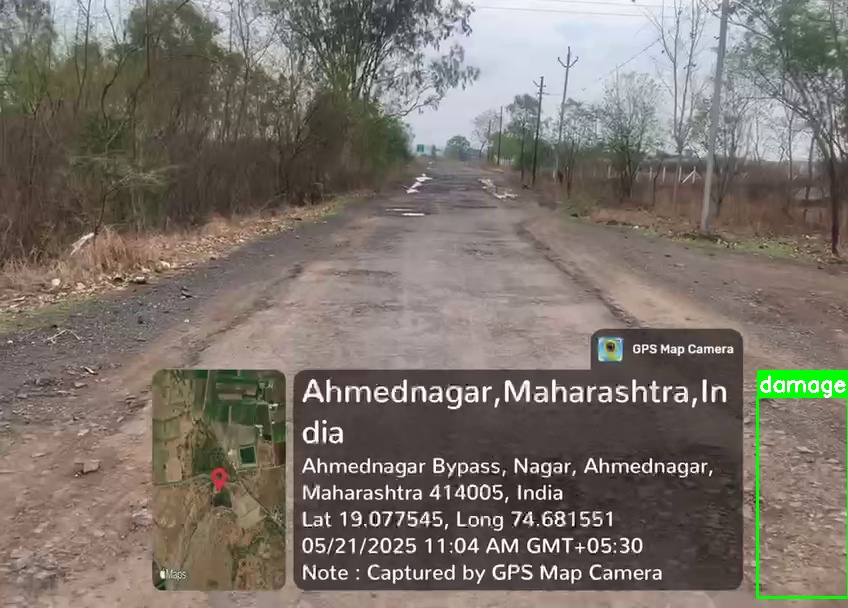 GPS Map Camera
damage
Ahmednagar,Maharashtra,In
dia
Ahmednagar Bypass, Nagar, Ahmednagar,
Maharashtra 414005, India
Lat 19.077545, Long 74.681551
05/21/2025 11:04 AM GMT+05:30
Note : Captured by GPS Map Camera
Maps